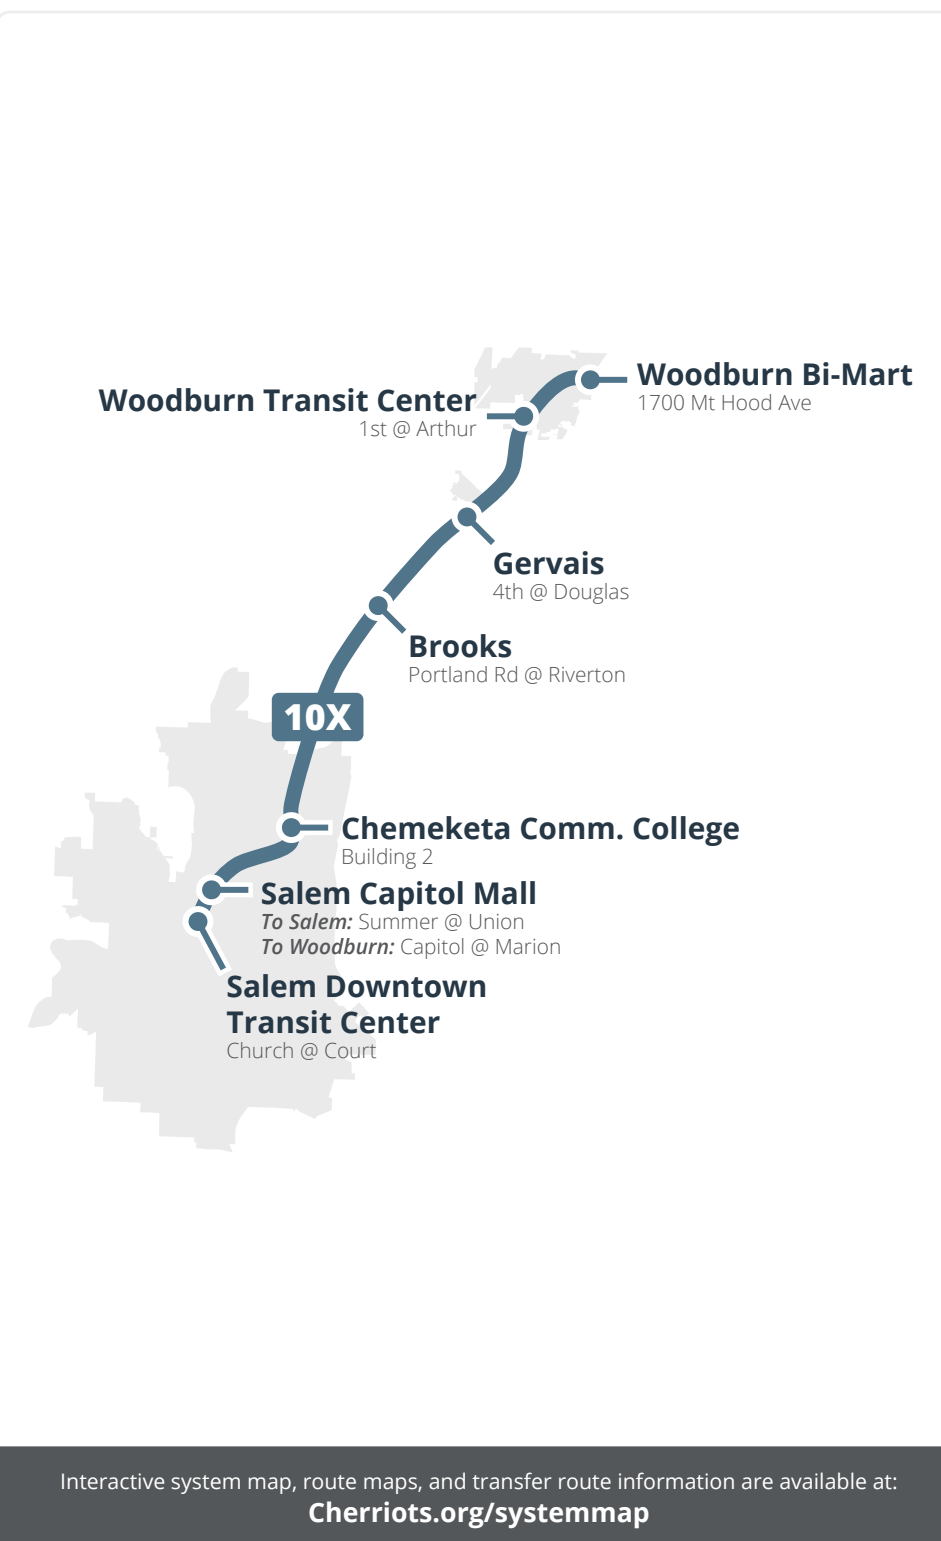 Woodburn Bi-Mart
1700 Mt Hood Ave
Woodburn Transit Center
1st @ Arthur
Gervais
4th @ Douglas
Brooks
Portland Rd @ Riverton
10X
Chemeketa Comm. College
Building 2
Salem Capitol Mall
To Salem: Summer @ Union
To Woodburn: Capitol @ Marion
Salem Downtown
Transit Center
Church @ Court
Interactive system map, route maps, and transfer route information are available at:
Cherriots.org/systemmap